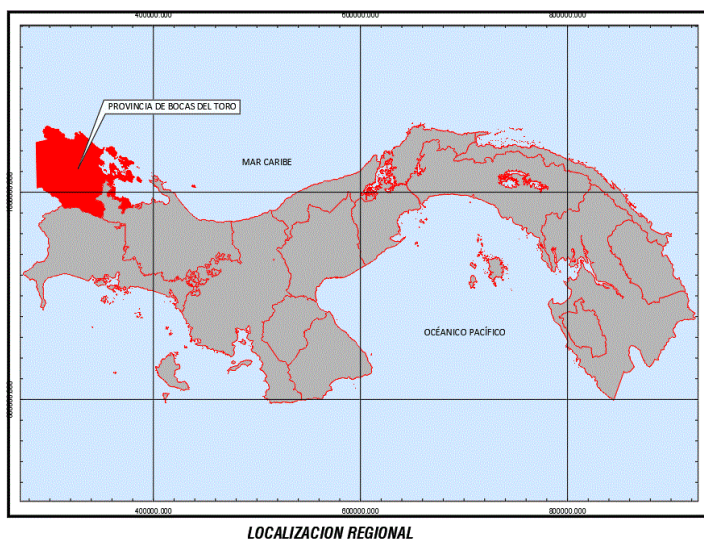 400000.000 600000.000 800000.000
PROVINCIA DE BOCAS DEL TORO
MAR CARIBE
OCÉANICO PACÍFICO
400000.000 600000.000 800000.000
LOCALIZACION REGIONAL